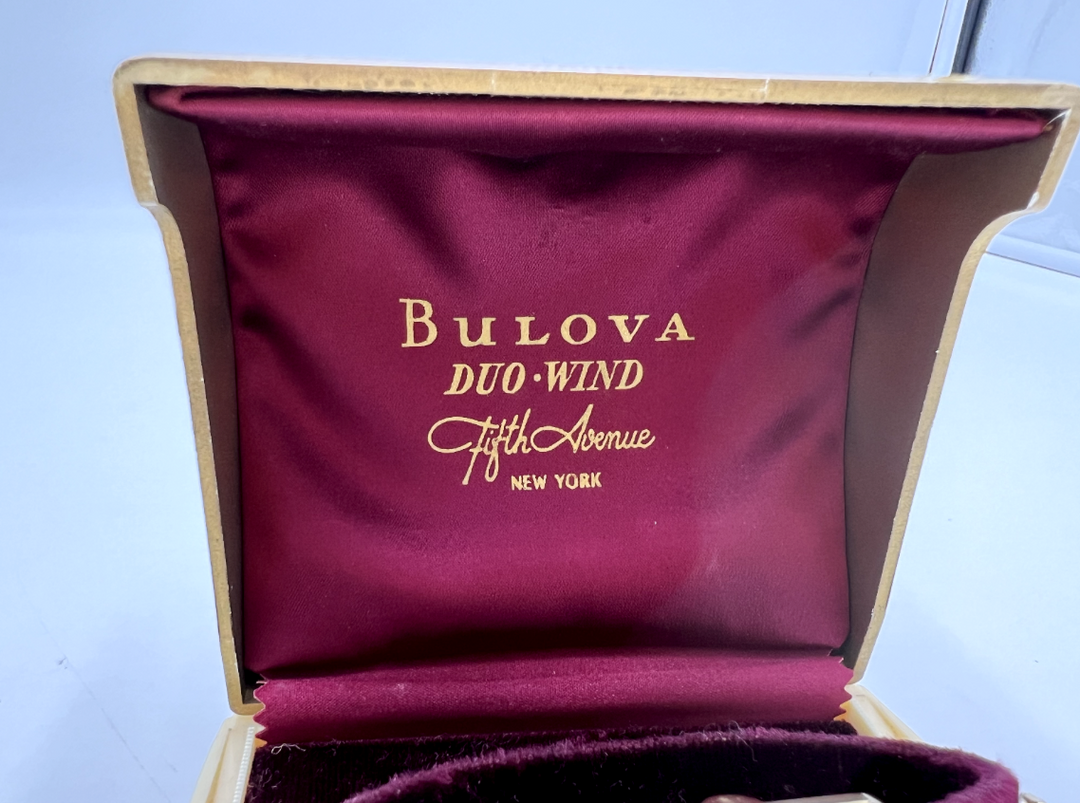 BULOVA
DUO·WIND
Fifth Avenue
NEW YORK